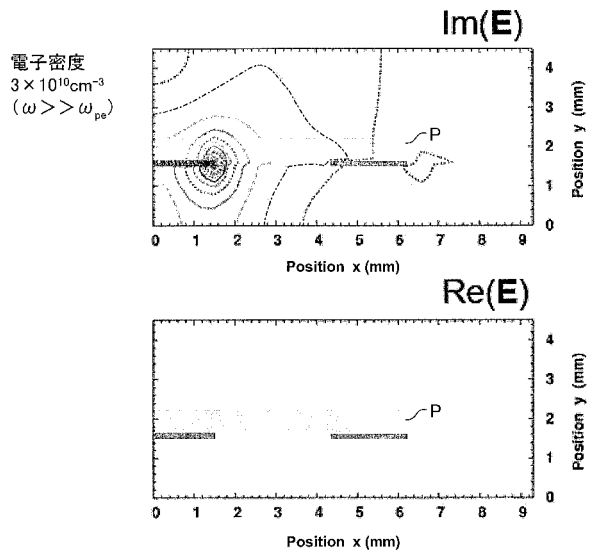 Im(E)
電子密度
3×10¹⁰cm⁻³
(ω>>ωpe)
P
4
3
2
1
0
Position y (mm)
0 1 2 3 4 5 6 7 8 9
Position x (mm)
Re(E)
P
4
3
2
1
0
Position y (mm)
0 1 2 3 4 5 6 7 8 9
Position x (mm)